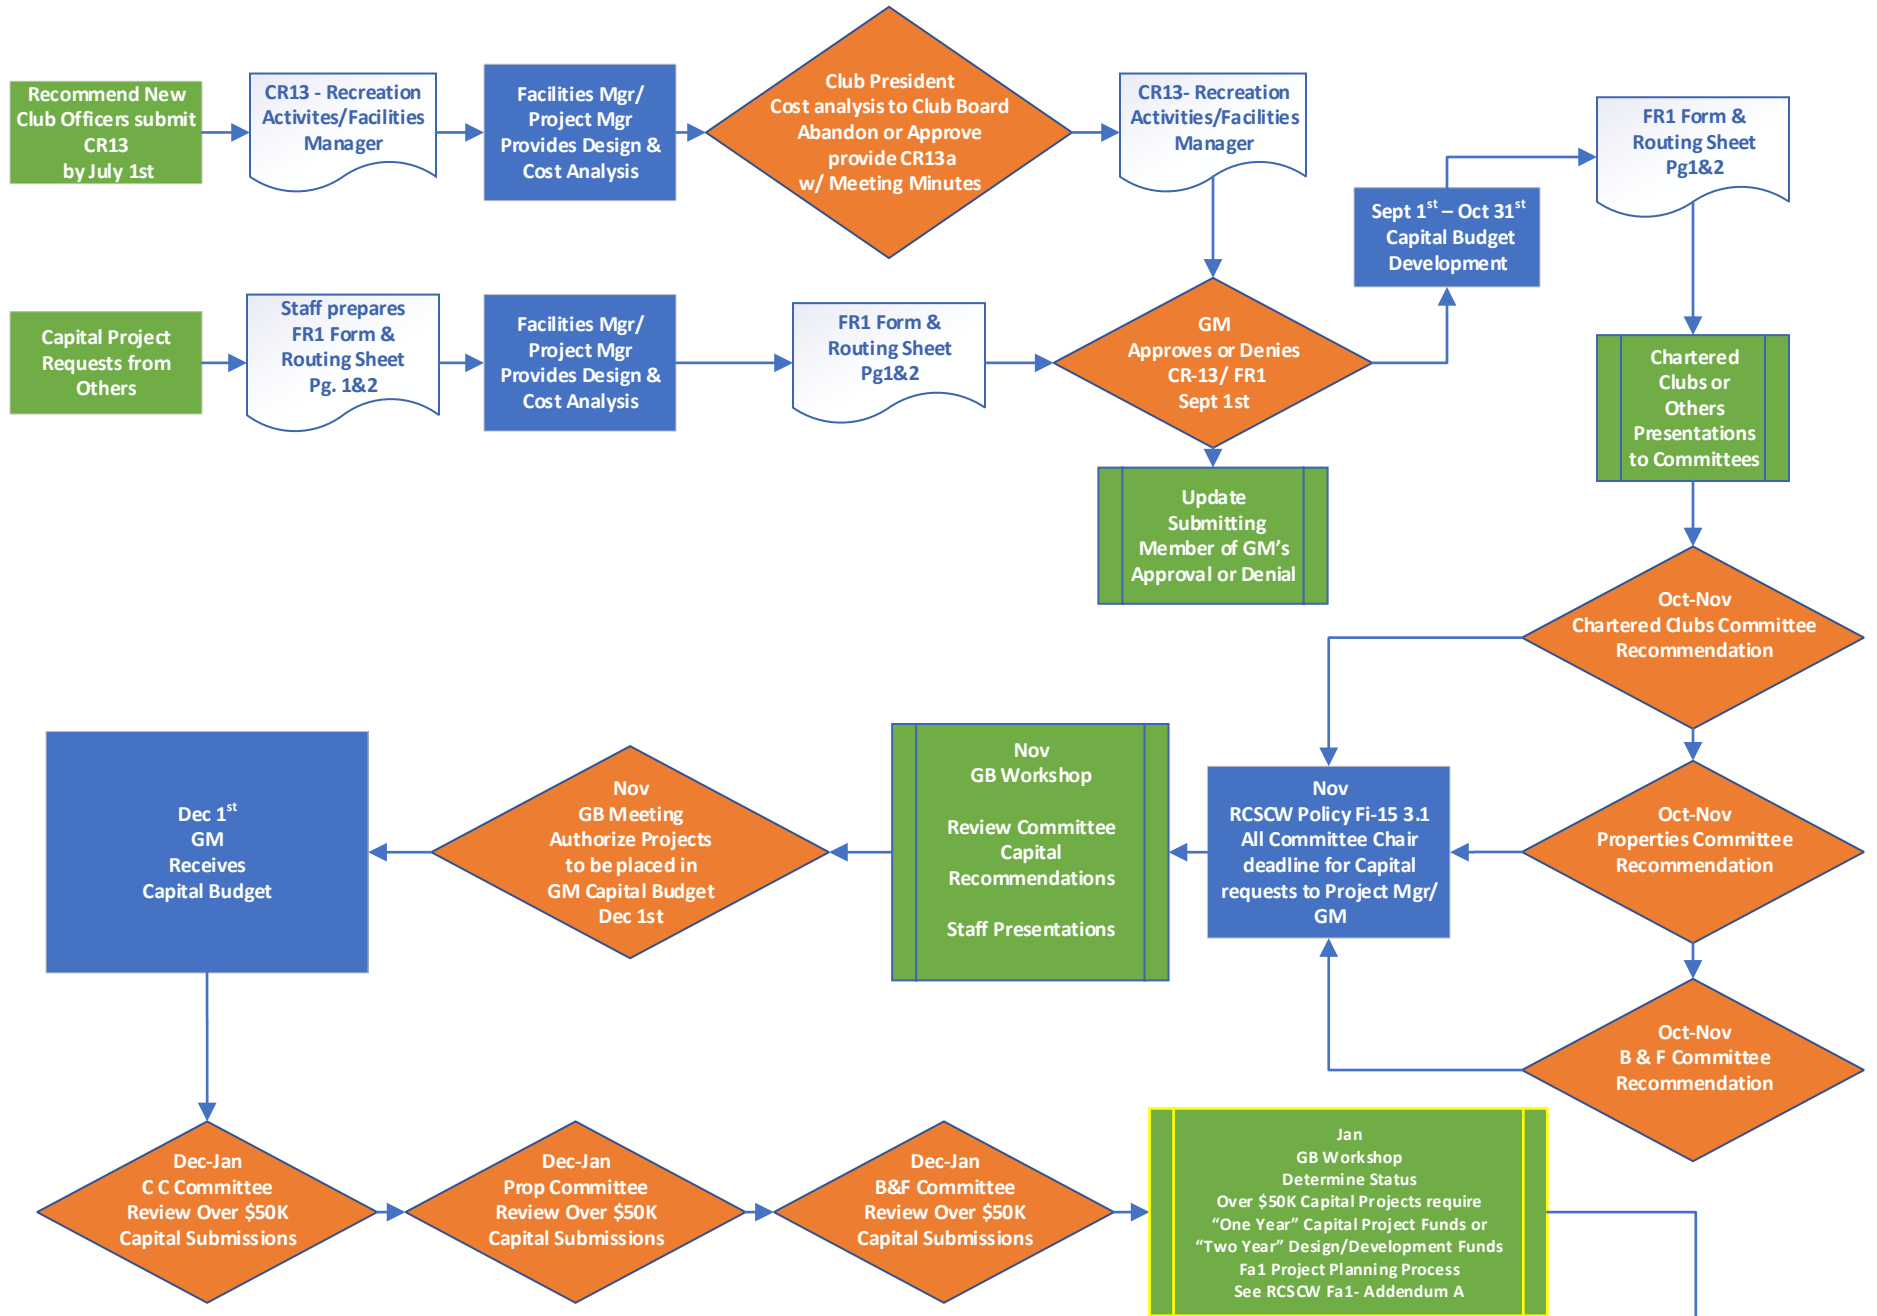 Recommend New
Club Officers submit
CR13
by July 1st
CR13 - Recreation
Activites/Facilities
Manager
Facilities Mgr/
Project Mgr
Provides Design &
Cost Analysis
Club President
Cost analysis to Club Board
Abandon or Approve
provide CR13a
w/ Meeting Minutes
CR13- Recreation
Activities/Facilities
Manager
Sept 1st – Oct 31st
Capital Budget
Development
FR1 Form &
Routing Sheet
Pg1&2
Capital Project
Requests from
Others
Staff prepares
FR1 Form &
Routing Sheet
Pg. 1&2
Facilities Mgr/
Project Mgr
Provides Design &
Cost Analysis
FR1 Form &
Routing Sheet
Pg1&2
GM
Approves or Denies
CR-13/ FR1
Sept 1st
Update
Submitting
Member of GM’s
Approval or Denial
Chartered
Clubs or
Others
Presentations
to Committees
Oct-Nov
Chartered Clubs Committee
Recommendation
Oct-Nov
Properties Committee
Recommendation
Oct-Nov
B & F Committee
Recommendation
Nov
RCSCW Policy Fi-15 3.1
All Committee Chair
deadline for Capital
requests to Project Mgr/
GM
Nov
GB Workshop
Review Committee
Capital
Recommendations
Staff Presentations
Nov
GB Meeting
Authorize Projects
to be placed in
GM Capital Budget
Dec 1st
Dec 1st
GM
Receives
Capital Budget
Dec-Jan
C C Committee
Review Over $50K
Capital Submissions
Dec-Jan
Prop Committee
Review Over $50K
Capital Submissions
Dec-Jan
B&F Committee
Review Over $50K
Capital Submissions
Jan
GB Workshop
Determine Status
Over $50K Capital Projects require
“One Year” Capital Project Funds or
“Two Year” Design/Development Funds
Fa1 Project Planning Process
See RCSCW Fa1- Addendum A